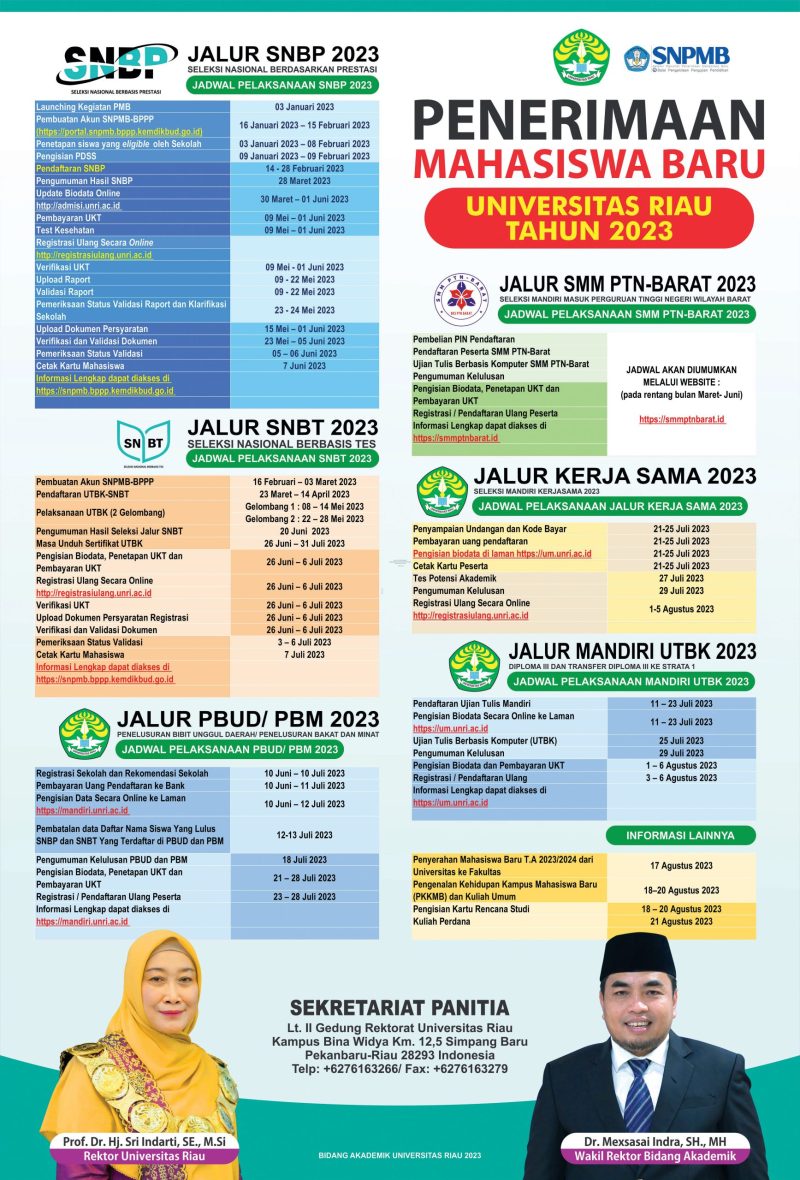 SNBP
SELEKSI NASIONAL BERBASIS PRESTASI
JALUR SNBP 2023
SELEKSI NASIONAL BERDASARKAN PRESTASI
JADWAL PELAKSANAAN SNBP 2023
Launching Kegiatan PMB 03 Januari 2023
Pembuatan Akun SNPMB-BPPP
(https://portal.snpmb.bppp.kemdikbud.go.id) 16 Januari 2023 – 15 Februari 2023
Penetapan siswa yang eligible oleh Sekolah 03 Januari 2023 – 08 Februari 2023
Pengisian PDSS 09 Januari 2023 – 09 Februari 2023
Pendaftaran SNBP 14 - 28 Februari 2023
Pengumuman Hasil SNBP 28 Maret 2023
Update Biodata Online
http://admisi.unri.ac.id 30 Maret – 01 Juni 2023
Pembayaran UKT 09 Mei – 01 Juni 2023
Test Kesehatan 09 Mei – 01 Juni 2023
Registrasi Ulang Secara Online
http://registrasiulang.unri.ac.id
Verifikasi UKT 09 Mei - 01 Juni 2023
Upload Raport 09 - 22 Mei 2023
Validasi Raport 09 - 22 Mei 2023
Pemeriksaan Status Validasi Raport dan Klarifikasi
Sekolah 23 - 24 Mei 2023
Upload Dokumen Persyaratan 15 Mei – 01 Juni 2023
Verifikasi dan Validasi Dokumen 23 Mei – 05 Juni 2023
Pemeriksaan Status Validasi 05 – 06 Juni 2023
Cetak Kartu Mahasiswa 7 Juni 2023
Informasi Lengkap dapat diakses di
https://snpmb.bppp.kemdikbud.go.id
SNBT
SELEKSI NASIONAL BERBASIS TES
JALUR SNBT 2023
SELEKSI NASIONAL BERBASIS TES
JADWAL PELAKSANAAN SNBT 2023
Pembuatan Akun SNPMB-BPPP 16 Februari – 03 Maret 2023
Pendaftaran UTBK-SNBT 23 Maret – 14 April 2023
Pelaksanaan UTBK (2 Gelombang) Gelombang 1 : 08 – 14 Mei 2023
Gelombang 2 : 22 – 28 Mei 2023
Pengumuman Hasil Seleksi Jalur SNBT 20 Juni 2023
Masa Unduh Sertifikat UTBK 26 Juni – 31 Juli 2023
Pengisian Biodata, Penetapan UKT dan
Pembayaran UKT 26 Juni – 6 Juli 2023
Registrasi Ulang Secara Online
http://registrasiulang.unri.ac.id 26 Juni – 6 Juli 2023
Verifikasi UKT 26 Juni – 6 Juli 2023
Upload Dokumen Persyaratan Registrasi 26 Juni – 6 Juli 2023
Verifikasi dan Validasi Dokumen 26 Juni – 6 Juli 2023
Pemeriksaan Status Validasi 3 – 6 Juli 2023
Cetak Kartu Mahasiswa 7 Juli 2023
Informasi Lengkap dapat diakses di
https://snpmb.bppp.kemdikbud.go.id
JALUR PBUD/ PBM 2023
PENELUSURAN BIBIT UNGGUL DAERAH/ PENELUSURAN BAKAT DAN MINAT
JADWAL PELAKSANAAN PBUD/ PBM 2023
Registrasi Sekolah dan Rekomendasi Sekolah 10 Juni – 10 Juli 2023
Pembayaran Uang Pendaftaran ke Bank 10 Juni – 11 Juli 2023
Pengisian Data Secara Online ke Laman
https://mandiri.unri.ac.id 10 Juni – 12 Juli 2023
Pembatalan data Daftar Nama Siswa Yang Lulus
SNBP dan SNBT Yang Terdaftar di PBUD dan PBM 12-13 Juli 2023
Pengumuman Kelulusan PBUD dan PBM 18 Juli 2023
Pengisian Biodata, Penetapan UKT dan
Pembayaran UKT 21 – 28 Juli 2023
Registrasi / Pendaftaran Ulang Peserta 23 – 28 Juli 2023
Informasi Lengkap dapat diakses di
https://mandiri.unri.ac.id
SNPMB
PENERIMAAN
MAHASISWA BARU
UNIVERSITAS RIAU
TAHUN 2023
SMM PTN-BARAT
JALUR SMM PTN-BARAT 2023
SELEKSI MANDIRI MASUK PERGURUAN TINGGI NEGERI WILAYAH BARAT
JADWAL PELAKSANAAN SMM PTN-BARAT 2023
Pembelian PIN Pendaftaran
Pendaftaran Peserta SMM PTN-Barat
Ujian Tulis Berbasis Komputer SMM PTN-Barat
Pengumuman Kelulusan
Pengisian Biodata, Penetapan UKT dan
Pembayaran UKT
Registrasi / Pendaftaran Ulang Peserta
Informasi Lengkap dapat diakses di
https://smmptnbarat.id
JADWAL AKAN DIUMUMKAN
MELALUI WEBSITE :
(pada rentang bulan Maret- Juni)
https://smmptnbarat.id
JALUR KERJA SAMA 2023
SELEKSI MANDIRI KERJASAMA 2023
JADWAL PELAKSANAAN JALUR KERJA SAMA 2023
Penyampaian Undangan dan Kode Bayar 21-25 Juli 2023
Pembayaran uang pendaftaran 21-25 Juli 2023
Pengisian biodata di laman https://um.unri.ac.id 21-25 Juli 2023
Cetak Kartu Peserta 21-25 Juli 2023
Tes Potensi Akademik 27 Juli 2023
Pengumuman Kelulusan 29 Juli 2023
Registrasi Ulang Secara Online
http://registrasiulang.unri.ac.id 1-5 Agustus 2023
JALUR MANDIRI UTBK 2023
DIPLOMA III DAN TRANSFER DIPLOMA III KE STRATA 1
JADWAL PELAKSANAAN MANDIRI UTBK 2023
Pendaftaran Ujian Tulis Mandiri 11 – 23 Juli 2023
Pengisian Biodata Secara Online ke Laman
https://um.unri.ac.id 11 – 23 Juli 2023
Ujian Tulis Berbasis Komputer (UTBK) 25 Juli 2023
Pengumuman Kelulusan 29 Juli 2023
Pengisian Biodata dan Pembayaran UKT 1 – 6 Agustus 2023
Registrasi / Pendaftaran Ulang 3 – 6 Agustus 2023
Informasi Lengkap dapat diakses di
https://um.unri.ac.id
INFORMASI LAINNYA
Penyerahan Mahasiswa Baru T.A 2023/2024 dari
Universitas ke Fakultas 17 Agustus 2023
Pengenalan Kehidupan Kampus Mahasiswa Baru
(PKKMB) dan Kuliah Umum 18–20 Agustus 2023
Pengisian Kartu Rencana Studi 18 – 20 Agustus 2023
Kuliah Perdana 21 Agustus 2023
SEKRETARIAT PANITIA
Lt. II Gedung Rektorat Universitas Riau
Kampus Bina Widya Km. 12,5 Simpang Baru
Pekanbaru-Riau 28293 Indonesia
Telp: +6276163266/ Fax: +6276163279
Prof. Dr. Hj. Sri Indarti, SE., M.Si
Rektor Universitas Riau
BIDANG AKADEMIK UNIVERSITAS RIAU 2023
Dr. Mexsasai Indra, SH., MH
Wakil Rektor Bidang Akademik